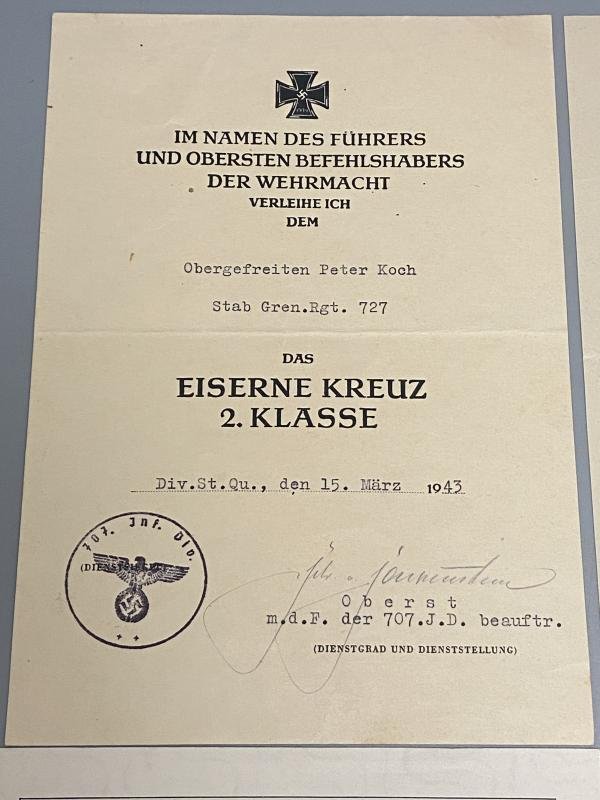 IM NAMEN DES FÜHRERS
UND OBERSTEN BEFEHLSHABERS
DER WEHRMACHT
VERLEIHE ICH
DEM
Obergefreiten Peter Koch
Stab Gren.Rgt. 727
DAS
EISERNE KREUZ
2. KLASSE
Div.St.Qu., den 15. März 1943
707. Inf. Div.
(DIENSTSIEGEL)
Oberst
m.d.F. der 707.J.D. beauftr.
(DIENSTGRAD UND DIENSTSTELLUNG)